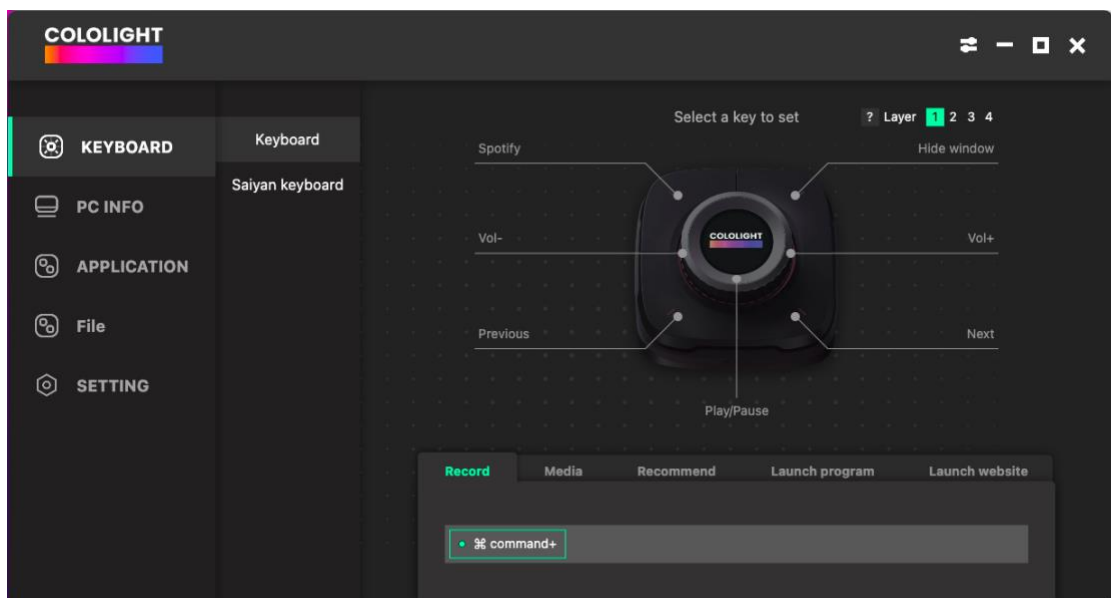 COLOLIGHT
KEYBOARD
PC INFO
APPLICATION
File
SETTING
Keyboard
Saiyan keyboard
Select a key to set
? Layer 1 2 3 4
Spotify
Hide window
COLOLIGHT
Vol-
Vol+
Previous
Next
Play/Pause
Record Media Recommend Launch program Launch website
⌘ command+